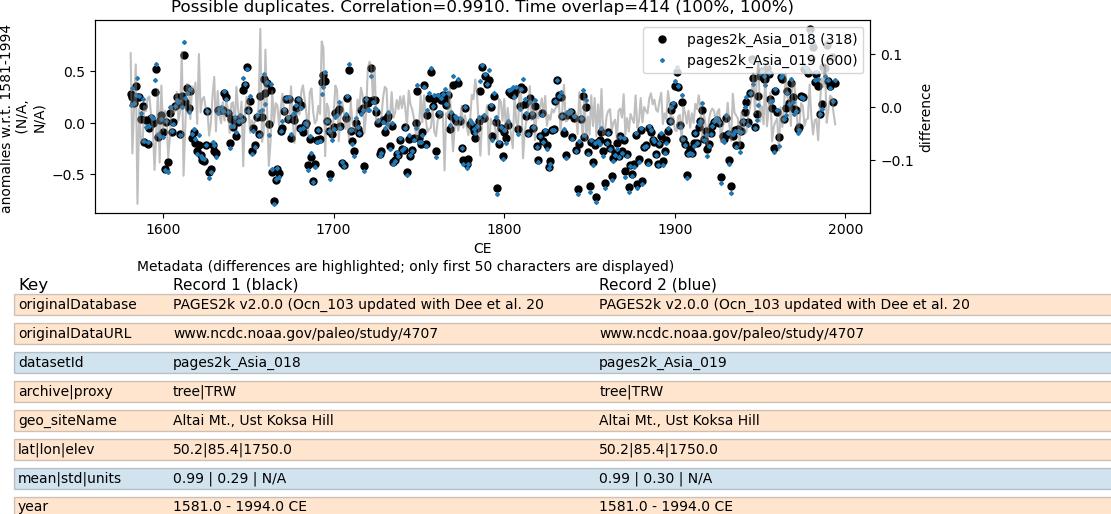 Possible duplicates. Correlation=0.9910. Time overlap=414 (100%, 100%)
anomalies w.r.t. 1581-1994
(N/A,
N/A)
0.5
0.0
−0.5
pages2k_Asia_018 (318)
pages2k_Asia_019 (600)
0.1
0.0
−0.1
difference
1600
1700
1800
1900
2000
CE
Metadata (differences are highlighted; only first 50 characters are displayed)
Key Record 1 (black) Record 2 (blue)
originalDatabase PAGES2k v2.0.0 (Ocn_103 updated with Dee et al. 20 PAGES2k v2.0.0 (Ocn_103 updated with Dee et al. 20
originalDataURL www.ncdc.noaa.gov/paleo/study/4707 www.ncdc.noaa.gov/paleo/study/4707
datasetId pages2k_Asia_018 pages2k_Asia_019
archive|proxy tree|TRW tree|TRW
geo_siteName Altai Mt., Ust Koksa Hill Altai Mt., Ust Koksa Hill
lat|lon|elev 50.2|85.4|1750.0 50.2|85.4|1750.0
mean|std|units 0.99 | 0.29 | N/A 0.99 | 0.30 | N/A
year 1581.0 - 1994.0 CE 1581.0 - 1994.0 CE